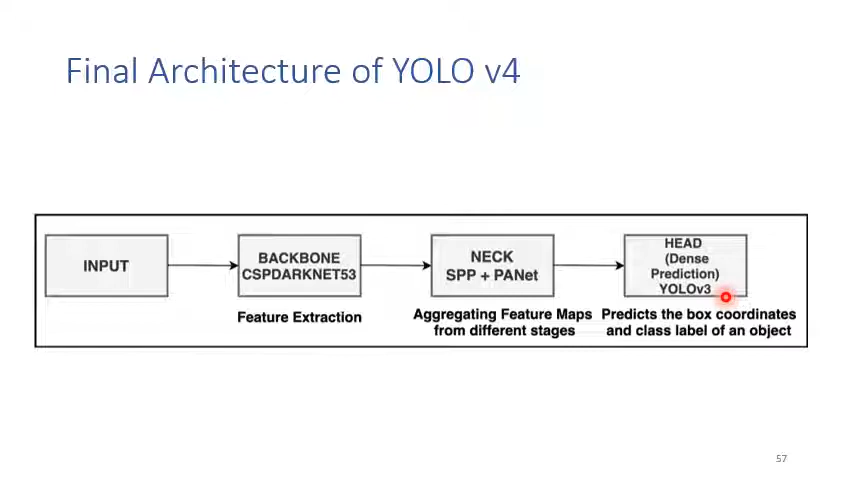 Final Architecture of YOLO v4
INPUT
BACKBONE
CSPDARKNET53
Feature Extraction
NECK
SPP + PANet
Aggregating Feature Maps
from different stages
HEAD
(Dense
Prediction)
YOLOv3
Predicts the box coordinates
and class label of an object
57